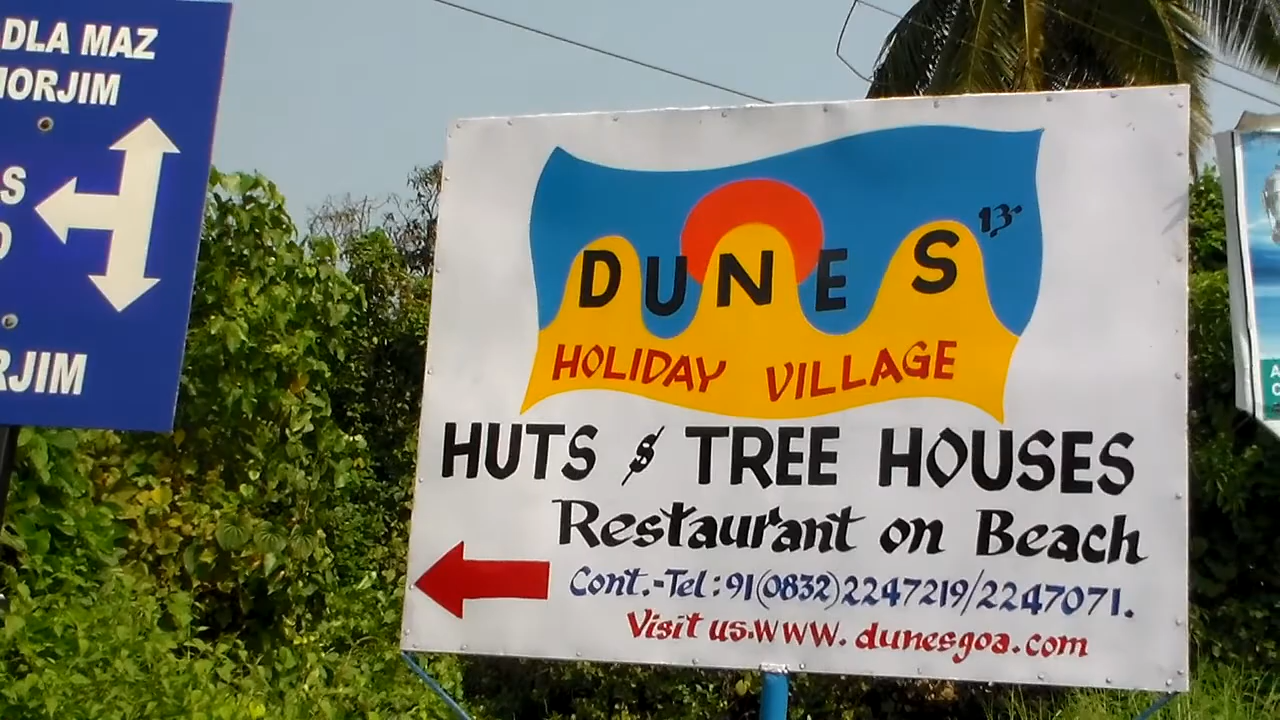 DLA MAZ
ORJIM
S
RJIM
DUNES
13
HOLIDAY VILLAGE
HUTS & TREE HOUSES
Restaurant on Beach
Cont.-Tel: 91(0832)2247219/2247071.
Visit us.WWW.dunesgoa.com